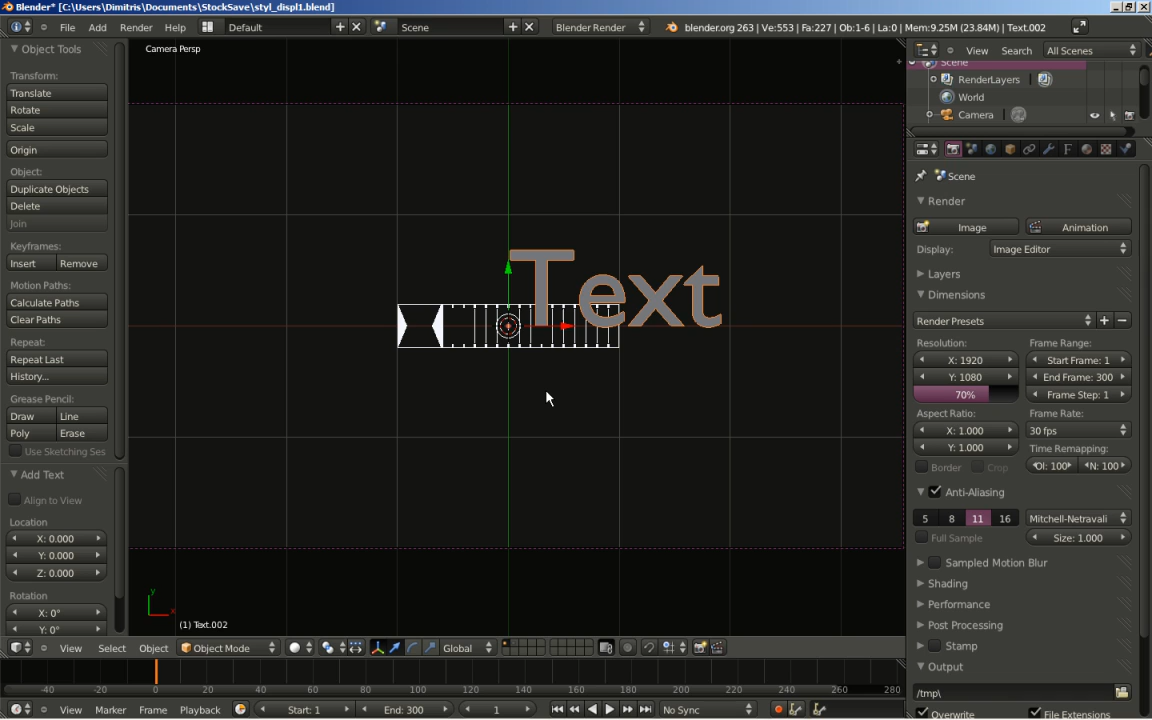 Blender* [C:\Users\Dimitris\Documents\StockSave\styl_displ1.blend]
File Add Render Help Default Scene Blender Render blender.org 263 | Ve:553 | Fa:227 | Ob:1-6 | La:0 | Mem:9.25M (23.84M) | Text.002
Object Tools
Transform:
Translate
Rotate
Scale
Origin
Object:
Duplicate Objects
Delete
Join
Keyframes:
Insert Remove
Motion Paths:
Calculate Paths
Clear Paths
Repeat:
Repeat Last
History...
Grease Pencil:
Draw Line
Poly Erase
Use Sketching Ses
Add Text
Align to View
Location
X: 0.000
Y: 0.000
Z: 0.000
Rotation
X: 0°
Y: 0°
Camera Persp
Text
y
x
(1) Text.002
View Select Object Object Mode Global
-40 -20 0 20 40 60 80 100 120 140 160 180 200 220 240 260 280
View Marker Frame Playback Start: 1 End: 300 1 No Sync
View Search All Scenes
Scene
RenderLayers
World
Camera
Scene
Render
Image Animation
Display: Image Editor
Layers
Dimensions
Render Presets
Resolution: Frame Range:
X: 1920 Start Frame: 1
Y: 1080 End Frame: 300
70% Frame Step: 1
Aspect Ratio: Frame Rate:
X: 1.000 30 fps
Y: 1.000 Time Remapping:
Border Crop OI: 100 N: 100
Anti-Aliasing
5 8 11 16 Mitchell-Netravali
Full Sample Size: 1.000
Sampled Motion Blur
Shading
Performance
Post Processing
Stamp
Output
/tmp\
Overwrite File Extensions